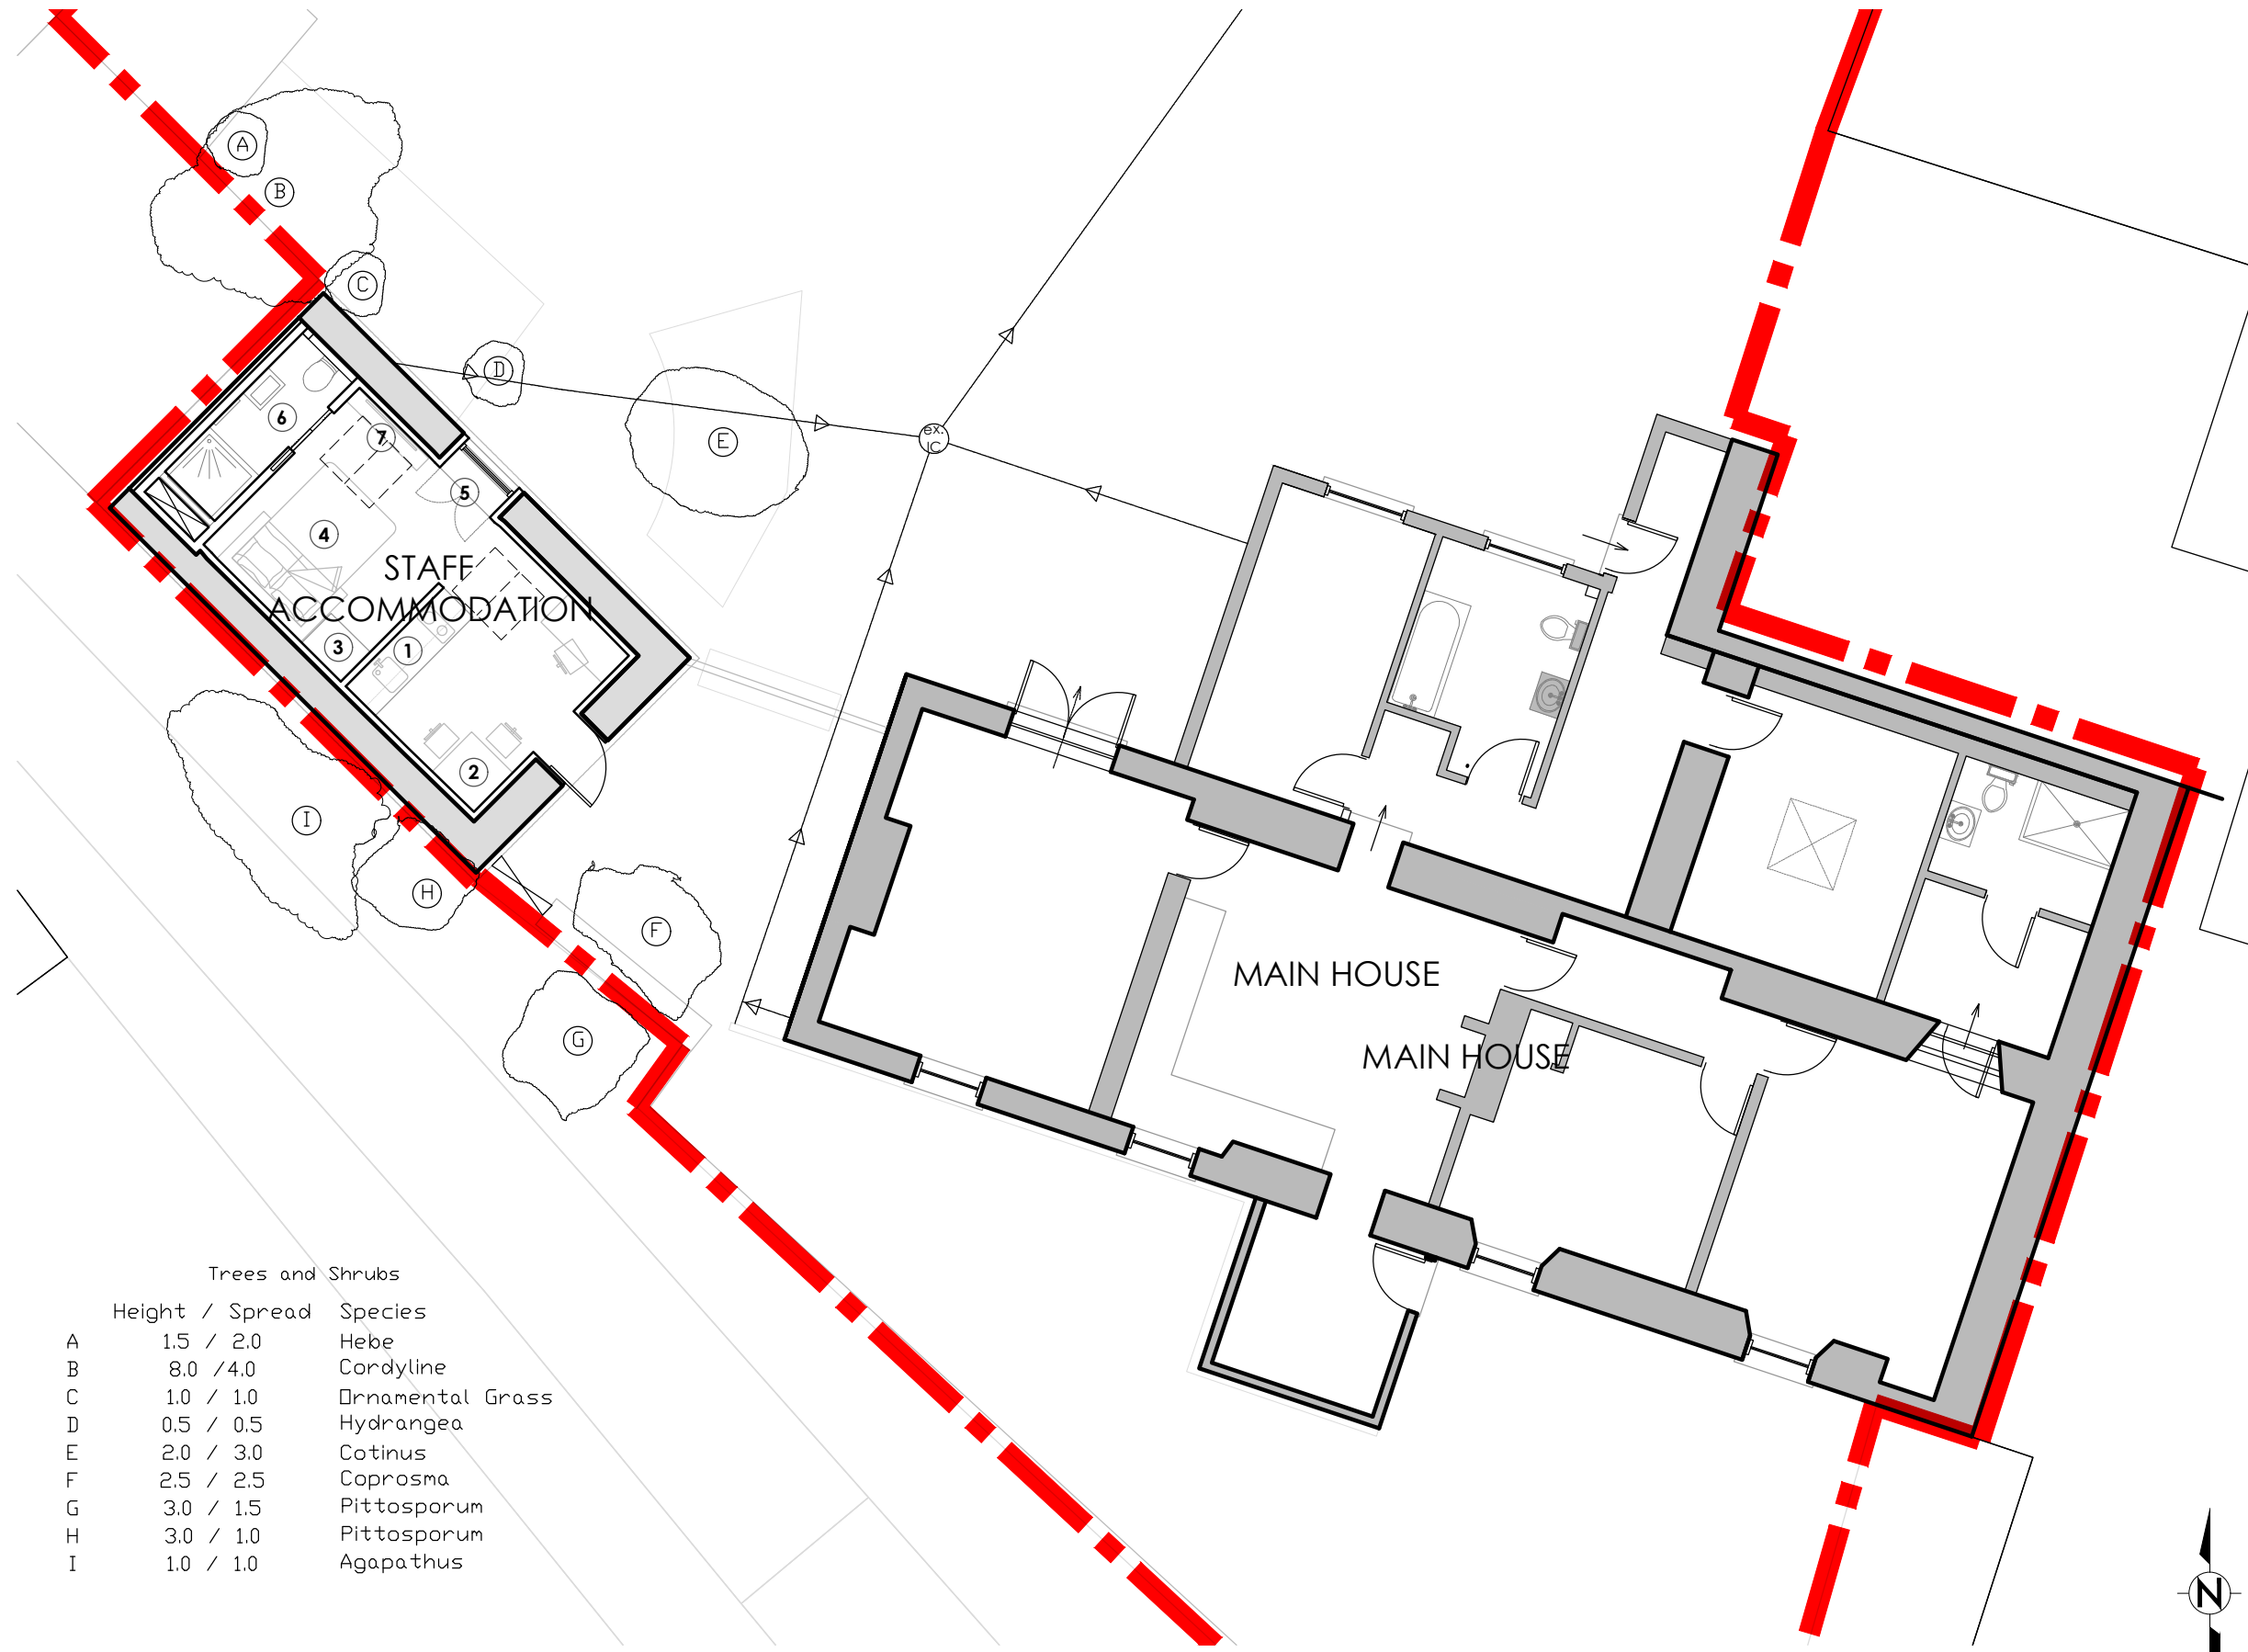 A
B
C
D
E
ex.
IC
6
7
5
4
STAFF
ACCOMMODATION
3
1
2
I
H
F
G
MAIN HOUSE
MAIN HOUSE
Trees and Shrubs
Height / Spread Species
A 1.5 / 2.0 Hebe
B 8.0 /4.0 Cordyline
C 1.0 / 1.0 Ornamental Grass
D 0.5 / 0.5 Hydrangea
E 2.0 / 3.0 Cotinus
F 2.5 / 2.5 Coprosma
G 3.0 / 1.5 Pittosporum
H 3.0 / 1.0 Pittosporum
I 1.0 / 1.0 Agapathus
N